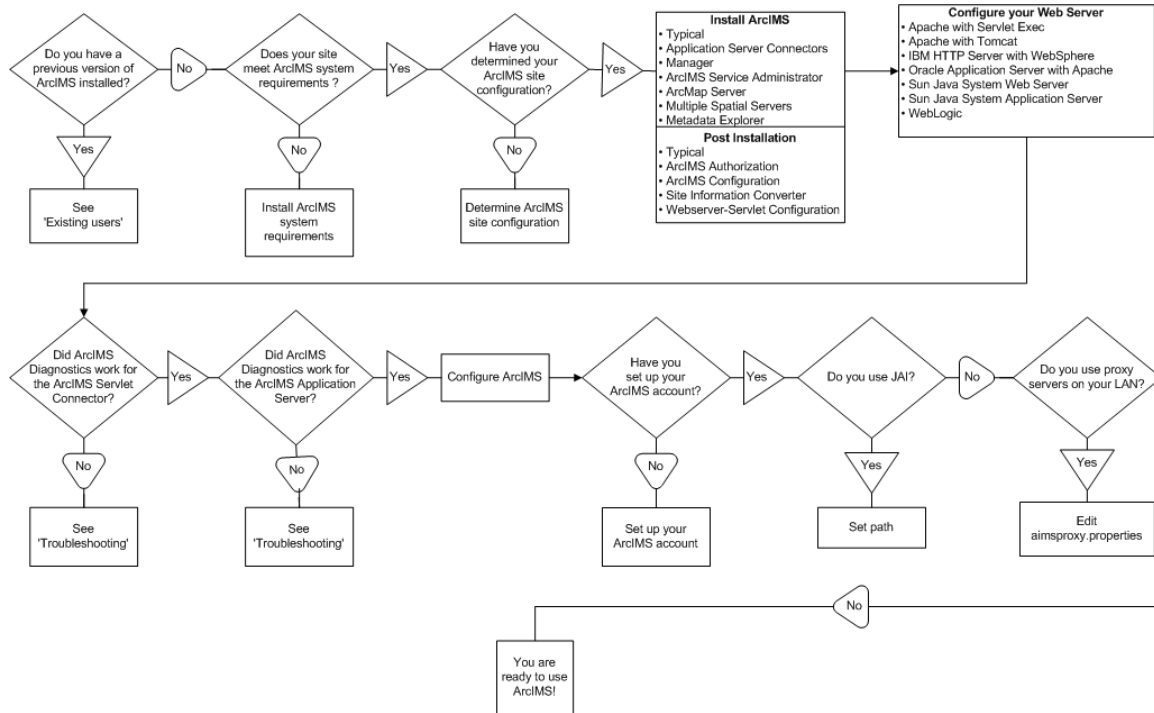 Do you have a
previous version of
ArcIMS installed?
No
Does your site
meet ArcIMS system
requirements ?
Yes
Have you
determined your
ArcIMS site
configuration?
Yes
Install ArcIMS
• Typical
• Application Server Connectors
• Manager
• ArcIMS Service Administrator
• ArcMap Server
• Multiple Spatial Servers
• Metadata Explorer
Post Installation
• Typical
• ArcIMS Authorization
• ArcIMS Configuration
• Site Information Converter
• Webserver-Servlet Configuration
Configure your Web Server
• Apache with Servlet Exec
• Apache with Tomcat
• IBM HTTP Server with WebSphere
• Oracle Application Server with Apache
• Sun Java System Web Server
• Sun Java System Application Server
• WebLogic
Yes
See
'Existing users'
No
Install ArcIMS
system
requirements
No
Determine ArcIMS
site configuration
Did ArcIMS
Diagnostics work for
the ArcIMS Servlet
Connector?
Yes
Did ArcIMS
Diagnostics work for
the ArcIMS Application
Server?
Yes
Configure ArcIMS
Have you
set up your
ArcIMS account?
Yes
Do you use JAI?
No
Do you use proxy
servers on your LAN?
No
See
'Troubleshooting'
No
See
'Troubleshooting'
No
Set up your
ArcIMS account
Yes
Set path
Yes
Edit
aimsproxy.properties
No
You are
ready to use
ArcIMS!